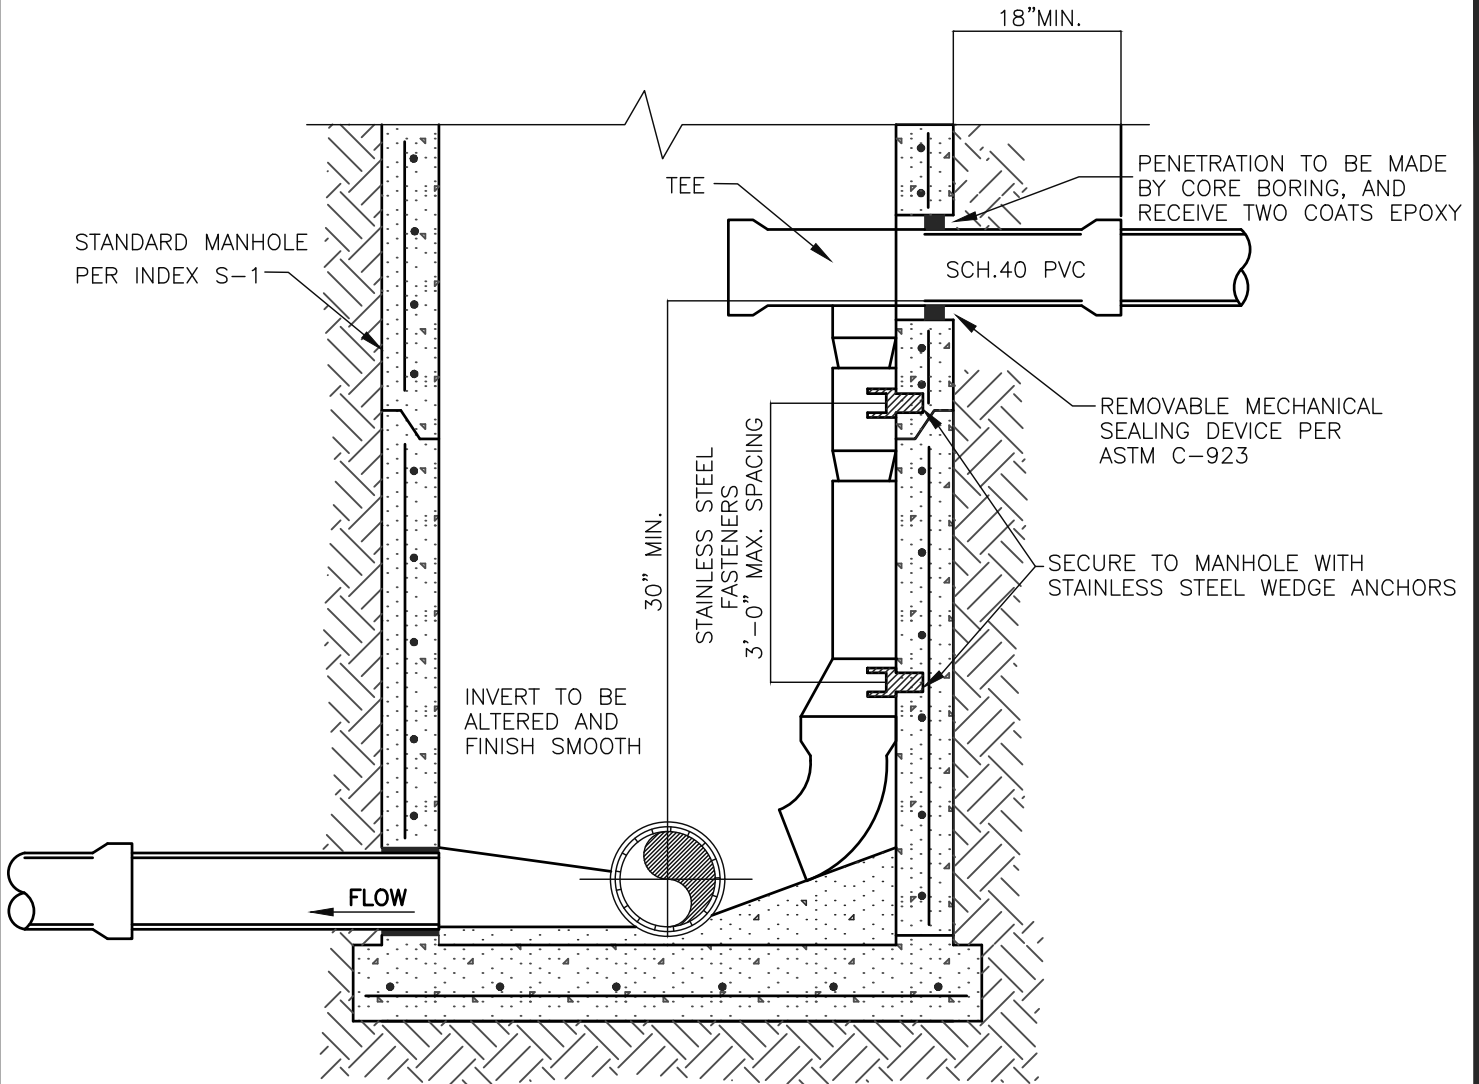 18”MIN.
TEE
PENETRATION TO BE MADE
BY CORE BORING, AND
RECEIVE TWO COATS EPOXY
STANDARD MANHOLE
PER INDEX S-1
SCH.40 PVC
REMOVABLE MECHANICAL
SEALING DEVICE PER
ASTM C-923
30” MIN.
STAINLESS STEEL
FASTENERS
3'-0” MAX. SPACING
SECURE TO MANHOLE WITH
STAINLESS STEEL WEDGE ANCHORS
INVERT TO BE
ALTERED AND
FINISH SMOOTH
FLOW